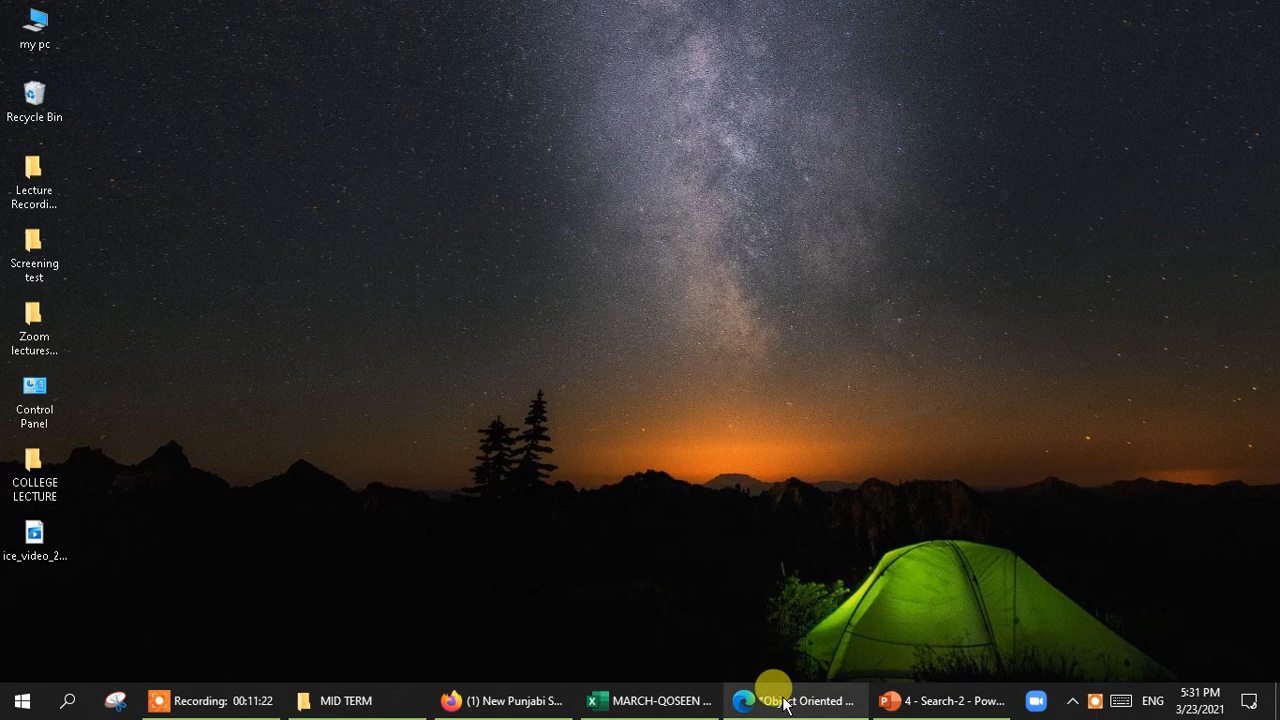 my pc
Recycle Bin
Lecture
Recordi...
Screening
test
Zoom
lectures...
Control
Panel
COLLEGE
LECTURE
ice_video_2...
Recording: 00:11:22
MID TERM
(1) New Punjabi S...
MARCH-QOSEEN ...
*Object Oriented ...
4 - Search-2 - Pow...
ENG
5:31 PM
3/23/2021